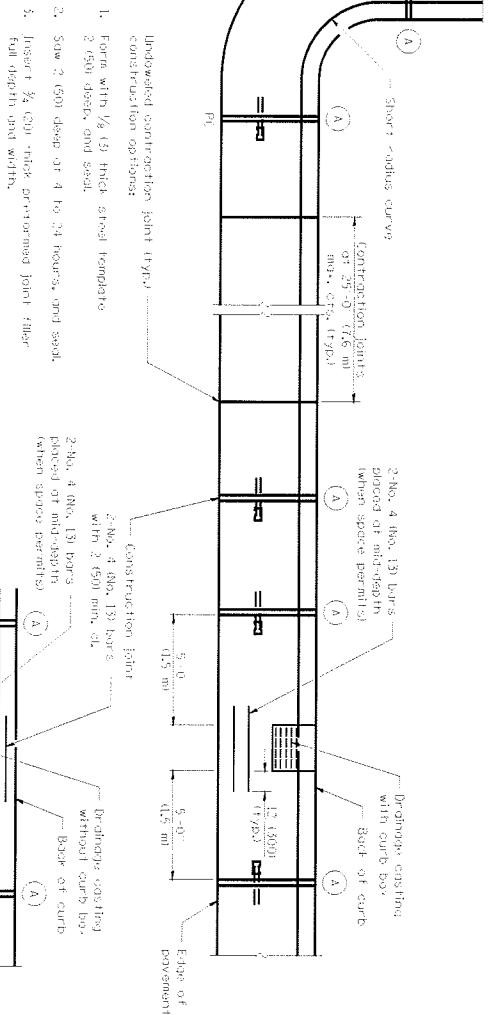 (A)
Short radius curve
(A)
Pt.
Contraction joints
at 25'-0" (7.6 m)
max. cts. (typ.)
Undoweled contraction joint (typ.)
construction options:
1. Form with 1/8 (3) thick steel template
2 (50) deep, and seal.
2. Saw 2 (50) deep at 4 to 24 hours, and seal.
3. Insert 3/4 (20) thick preformed joint filler
full depth and width.
2-No. 4 (No. 13) bars
placed at mid-depth
(when space permits)
(A)
(A)
Construction joint
2-No. 4 (No. 13) bars
with 2 (50) min. cl.
5'-0"
(1.5 m)
12 (300)
(typ.)
5'-0"
(1.5 m)
Drainage casting
with curb box
Back of curb
(A)
Edge of
pavement
2-No. 4 (No. 13) bars
placed at mid-depth
(when space permits)
(A)
Drainage casting
without curb box
Back of curb
(A)